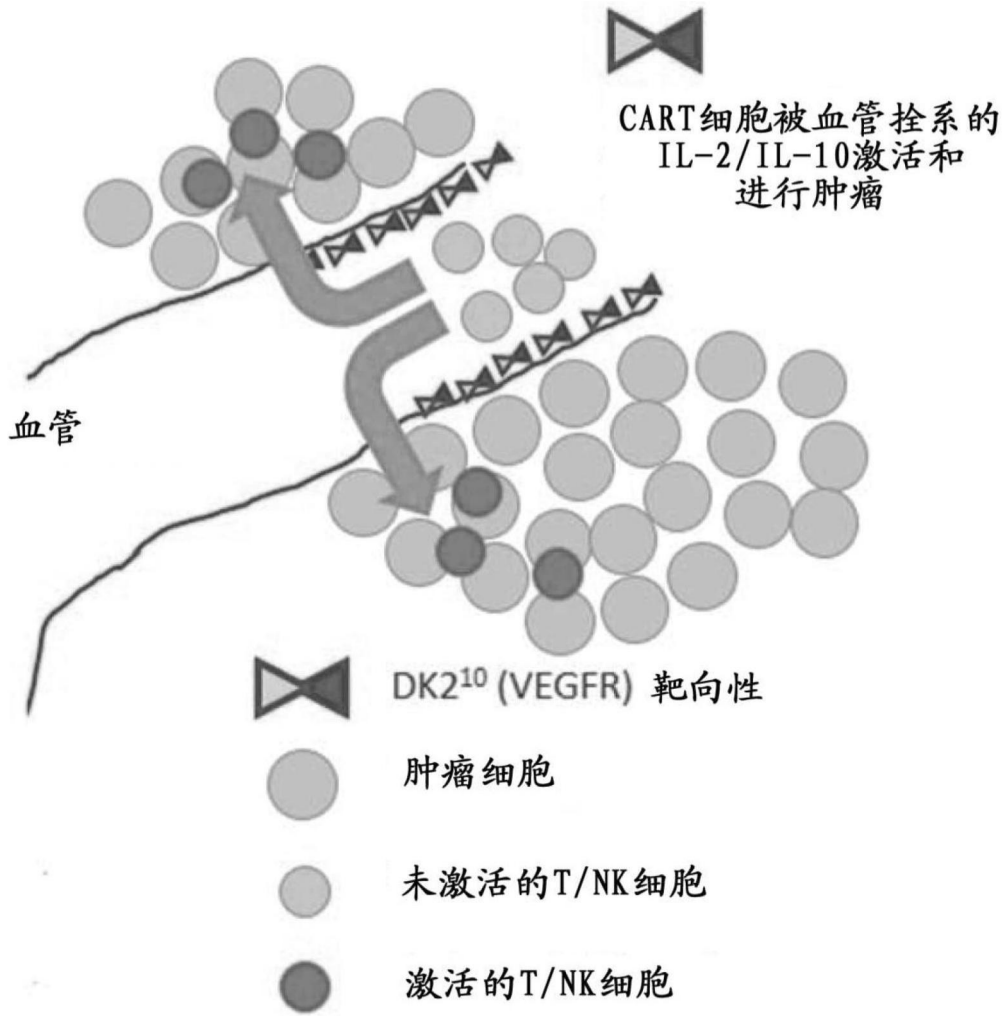 CART细胞被血管拴系的
IL-2/IL-10激活和
进行肿瘤
血管
DK2¹⁰ (VEGFR) 靶向性
肿瘤细胞
未激活的T/NK细胞
激活的T/NK细胞